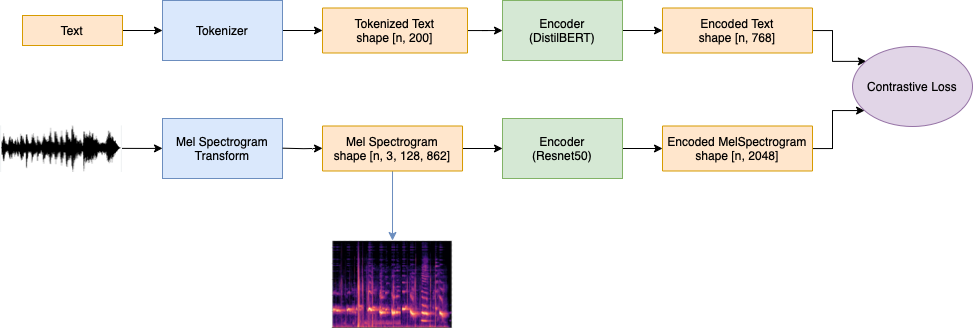 Text
Tokenizer
Tokenized Text
shape [n, 200]
Encoder
(DistilBERT)
Encoded Text
shape [n, 768]
Contrastive Loss
Mel Spectrogram
Transform
Mel Spectrogram
shape [n, 3, 128, 862]
Encoder
(Resnet50)
Encoded MelSpectrogram
shape [n, 2048]